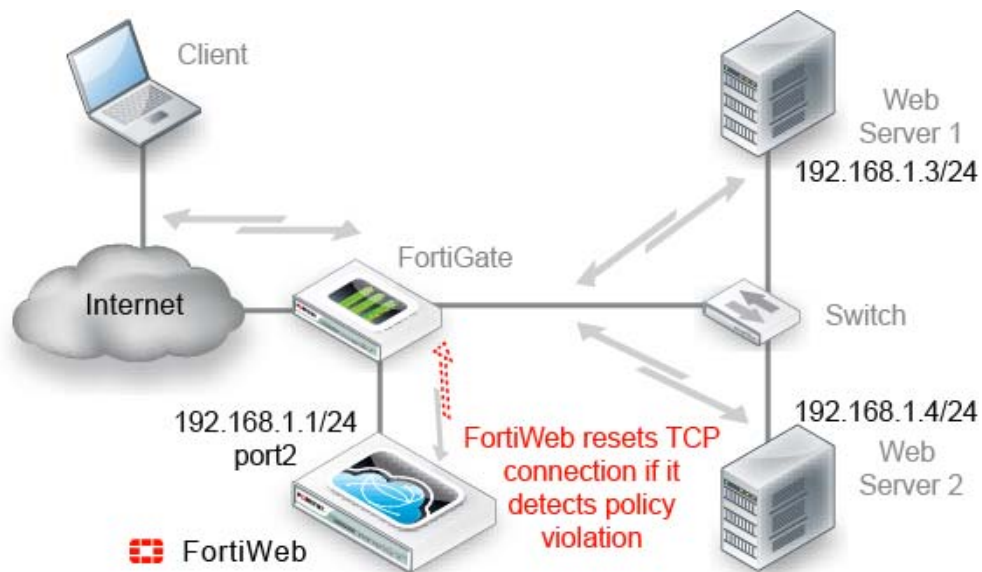 Client
Web
Server 1
192.168.1.3/24
FortiGate
Internet
Switch
192.168.1.1/24
port2
FortiWeb resets TCP
connection if it
detects policy
violation
192.168.1.4/24
Web
Server 2
FortiWeb